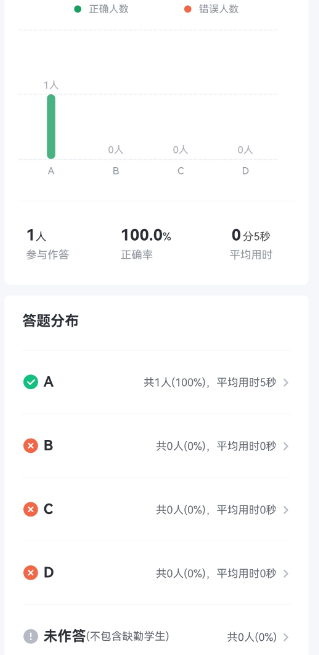 正确人数 错误人数
1人
0人 0人 0人
A B C D
1人 100.0% 0分5秒
参与作答 正确率 平均用时
答题分布
A 共1人(100%)，平均用时5秒
B 共0人(0%)，平均用时0秒
C 共0人(0%)，平均用时0秒
D 共0人(0%)，平均用时0秒
未作答(不包含缺勤学生) 共0人(0%)